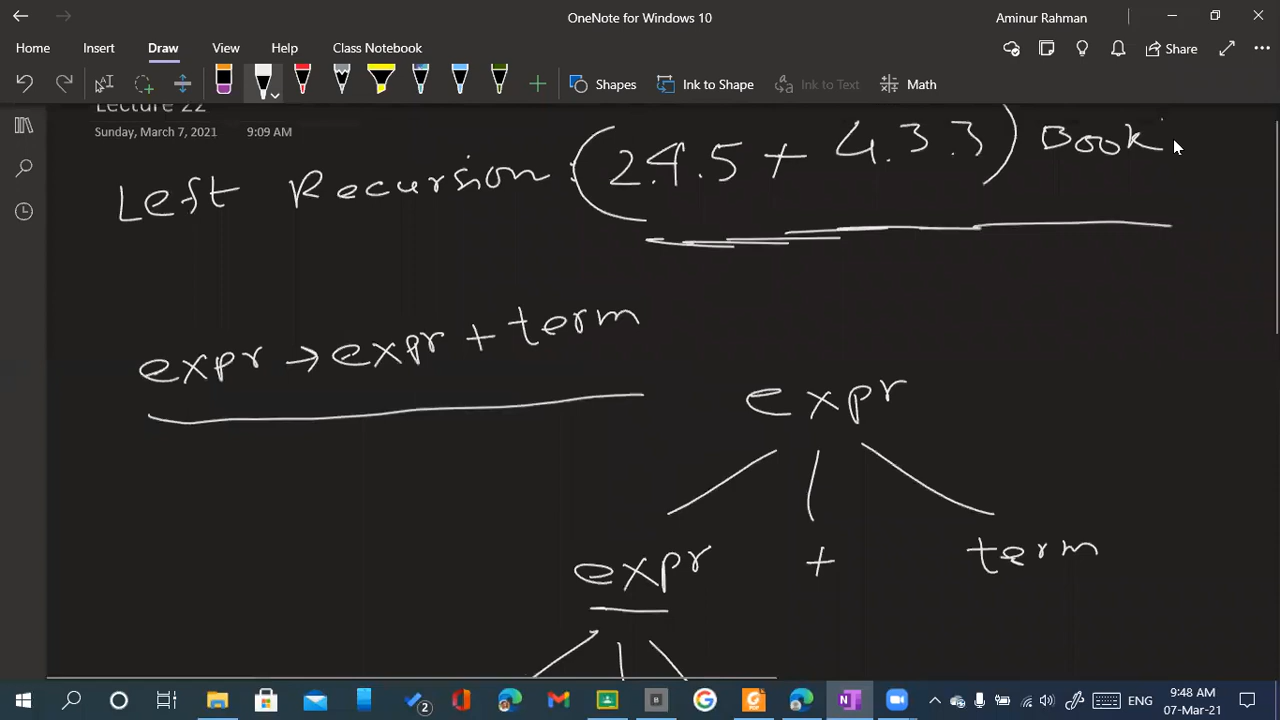 OneNote for Windows 10
Aminur Rahman
Home Insert Draw View Help Class Notebook
Share
Shapes Ink to Shape Ink to Text Math
Lecture 22
Sunday, March 7, 2021 9:09 AM
Left Recursion (2.4.5 + 4.3.3) Book
expr → expr + term
expr
expr + term
2
ENG
9:48 AM
07-Mar-21